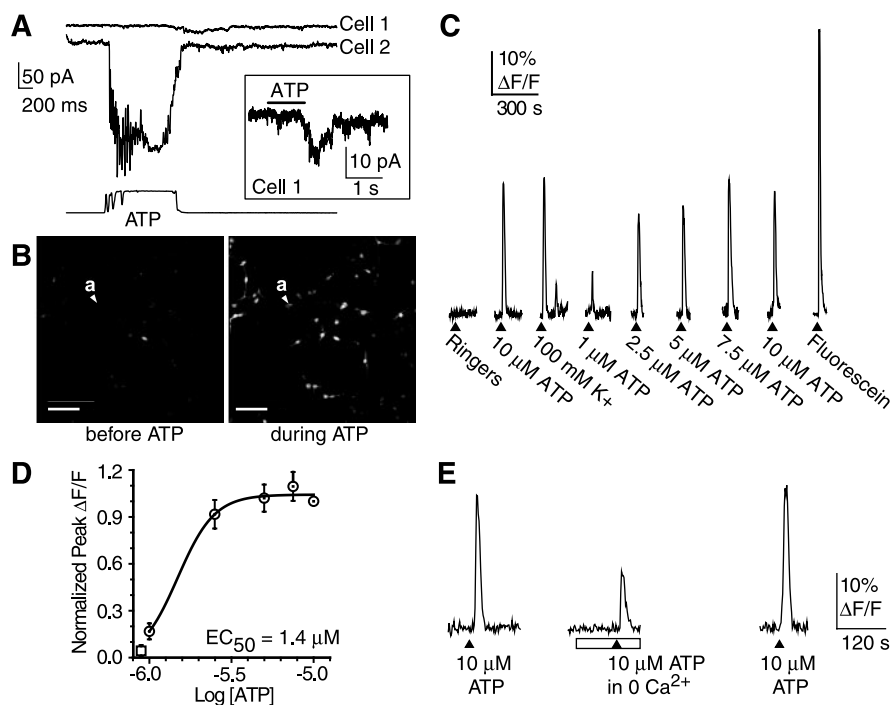 A
Cell 1
Cell 2
50 pA
200 ms
ATP
ATP
10 pA
1 s
Cell 1
B
a
a
before ATP
during ATP
C
10%
ΔF/F
300 s
Ringers
10 μM ATP
100 mM K+
1 μM ATP
2.5 μM ATP
5 μM ATP
7.5 μM ATP
10 μM ATP
Fluorescein
D
Normalized Peak ΔF/F
1.2
0.9
0.6
0.3
0.0
EC50 = 1.4 μM
-6.0
-5.5
-5.0
Log [ATP]
E
10%
ΔF/F
120 s
10 μM
ATP
10 μM ATP
in 0 Ca2+
10 μM
ATP